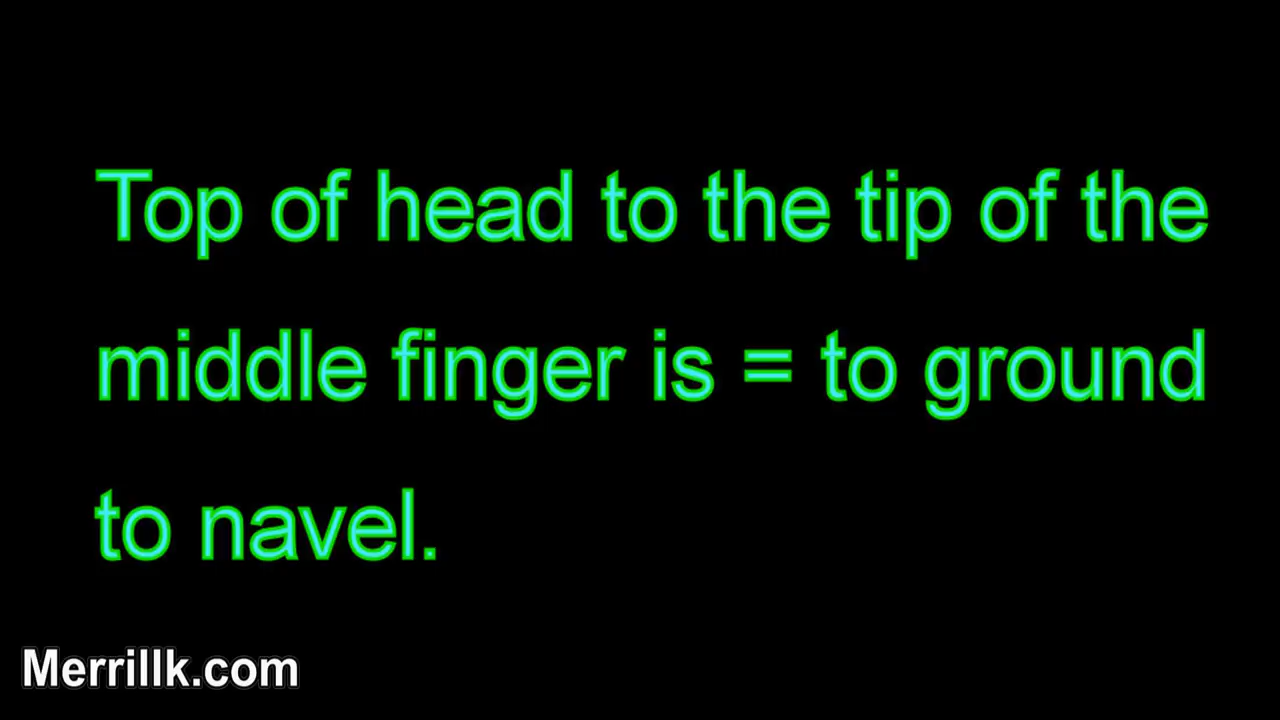 Top of head to the tip of the
middle finger is = to ground
to navel.
Merrillk.com